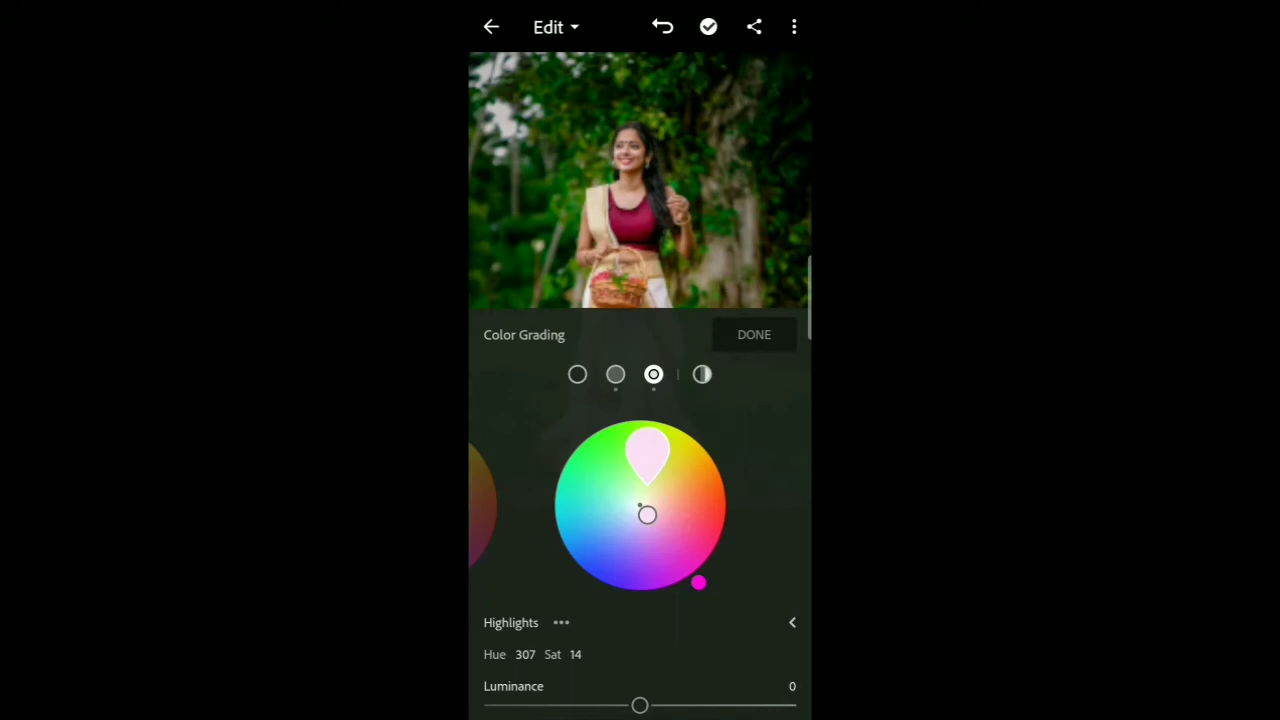 Edit
Color Grading
DONE
Highlights
Hue 307 Sat 14
Luminance 0